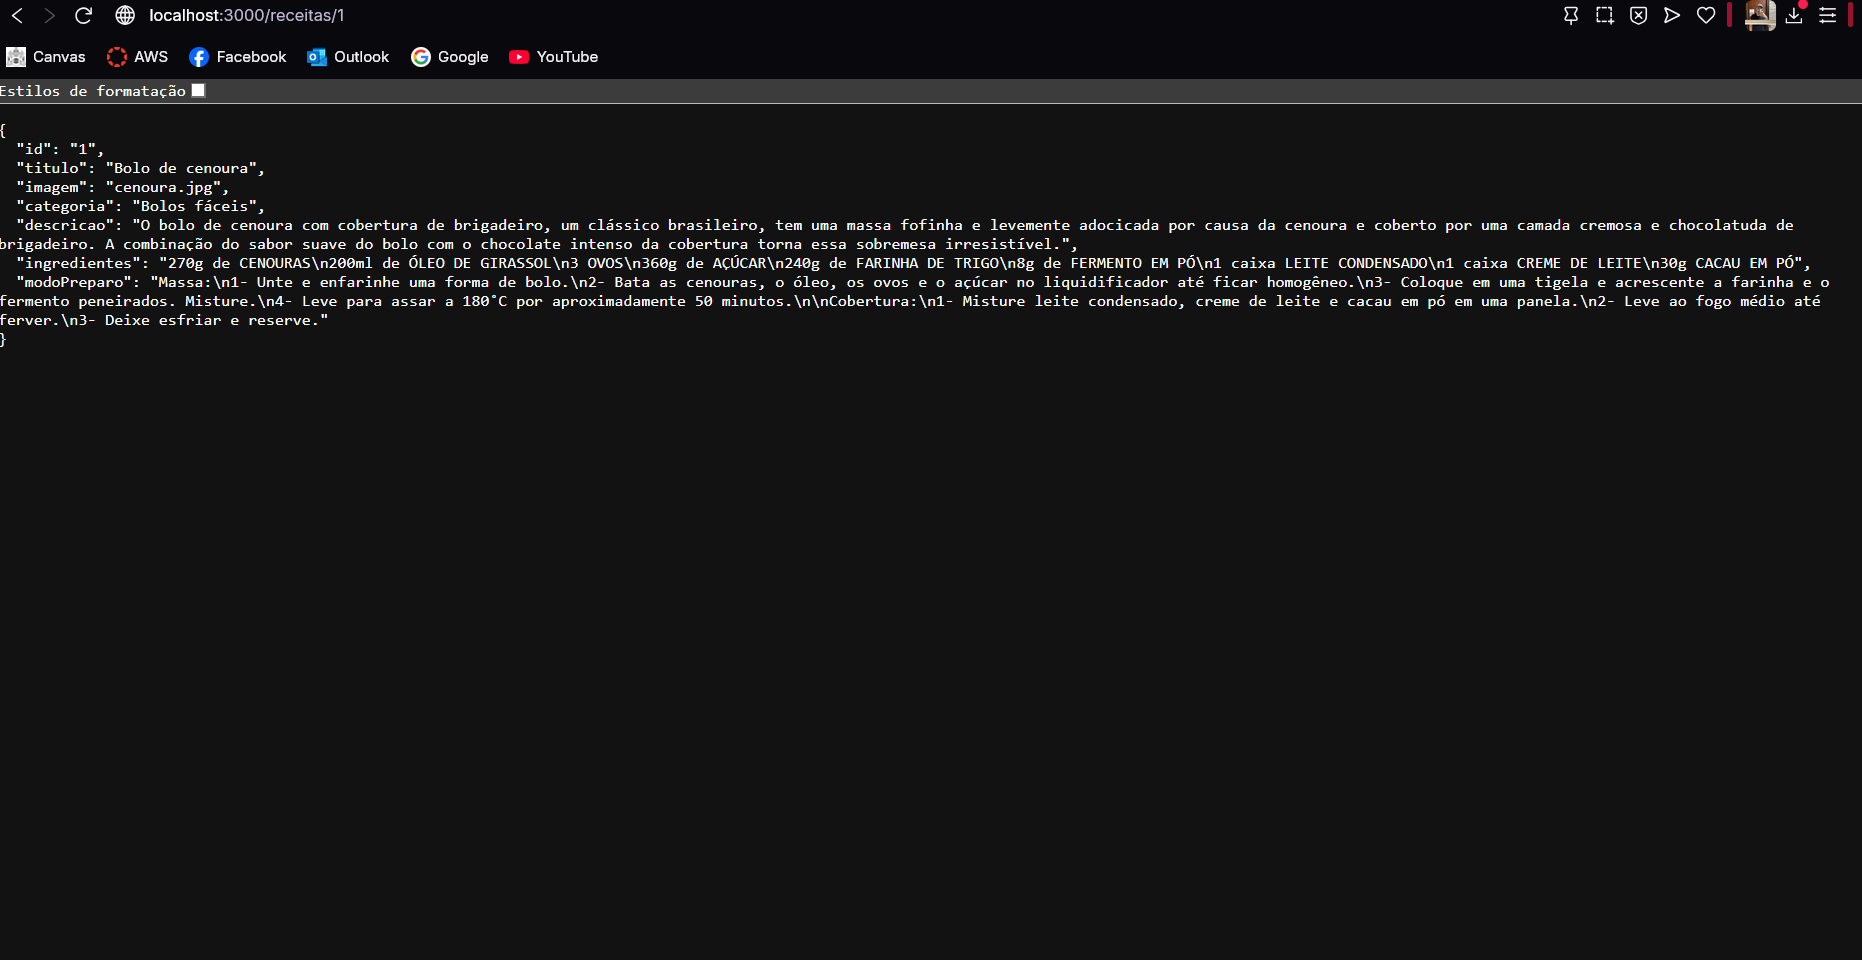 localhost:3000/receitas/1
Canvas AWS Facebook Outlook Google YouTube
Estilos de formatação
{
  "id": "1",
  "titulo": "Bolo de cenoura",
  "imagem": "cenoura.jpg",
  "categoria": "Bolos fáceis",
  "descricao": "O bolo de cenoura com cobertura de brigadeiro, um clássico brasileiro, tem uma massa fofinha e levemente adocicada por causa da cenoura e coberto por uma camada cremosa e chocolatuda de
brigadeiro. A combinação do sabor suave do bolo com o chocolate intenso da cobertura torna essa sobremesa irresistível.",
  "ingredientes": "270g de CENOURAS\n200ml de ÓLEO DE GIRASSOL\n3 OVOS\n360g de AÇÚCAR\n240g de FARINHA DE TRIGO\n8g de FERMENTO EM PÓ\n1 caixa LEITE CONDENSADO\n1 caixa CREME DE LEITE\n30g CACAU EM PÓ",
  "modoPreparo": "Massa:\n1- Unte e enfarinhe uma forma de bolo.\n2- Bata as cenouras, o óleo, os ovos e o açúcar no liquidificador até ficar homogêneo.\n3- Coloque em uma tigela e acrescente a farinha e o
fermento peneirados. Misture.\n4- Leve para assar a 180˚C por aproximadamente 50 minutos.\n\nCobertura:\n1- Misture leite condensado, creme de leite e cacau em pó em uma panela.\n2- Leve ao fogo médio até
ferver.\n3- Deixe esfriar e reserve."
}